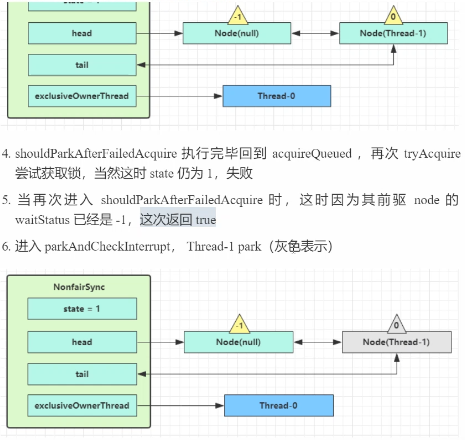 head
-1
Node(null)
0
Node(Thread-1)
tail
exclusiveOwnerThread
Thread-0
4. shouldParkAfterFailedAcquire 执行完毕回到 acquireQueued ，再次 tryAcquire
尝试获取锁，当然这时 state 仍为 1，失败
5. 当再次进入 shouldParkAfterFailedAcquire 时，这时因为其前驱 node 的
waitStatus 已经是 -1，这次返回 true
6. 进入 parkAndCheckInterrupt， Thread-1 park（灰色表示）
NonfairSync
state = 1
head
-1
Node(null)
0
Node(Thread-1)
tail
exclusiveOwnerThread
Thread-0